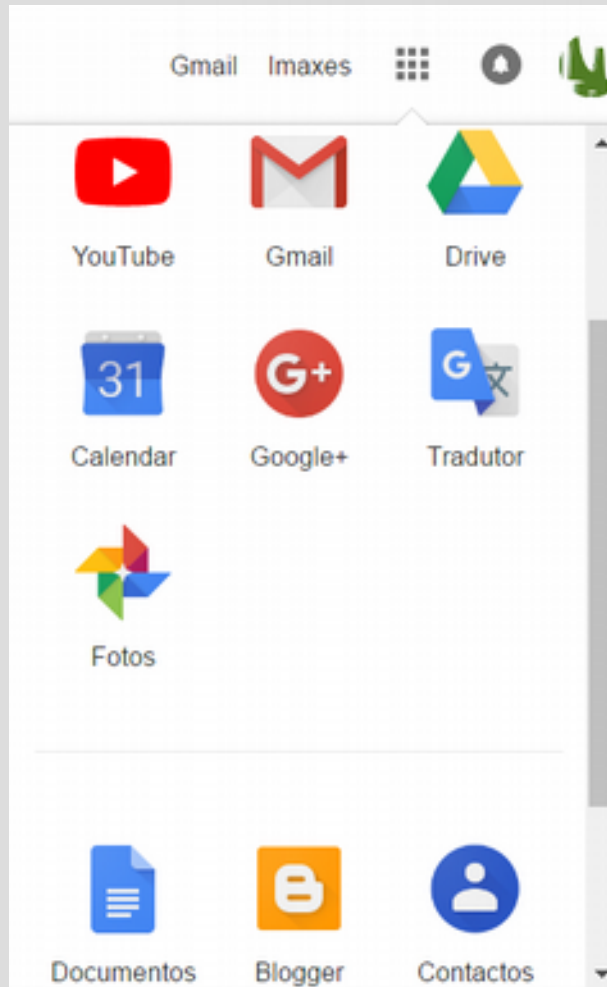 Gmail Imaxes
YouTube Gmail Drive
31 G+ G 文
Calendar Google+ Tradutor
Fotos
Documentos Blogger Contactos